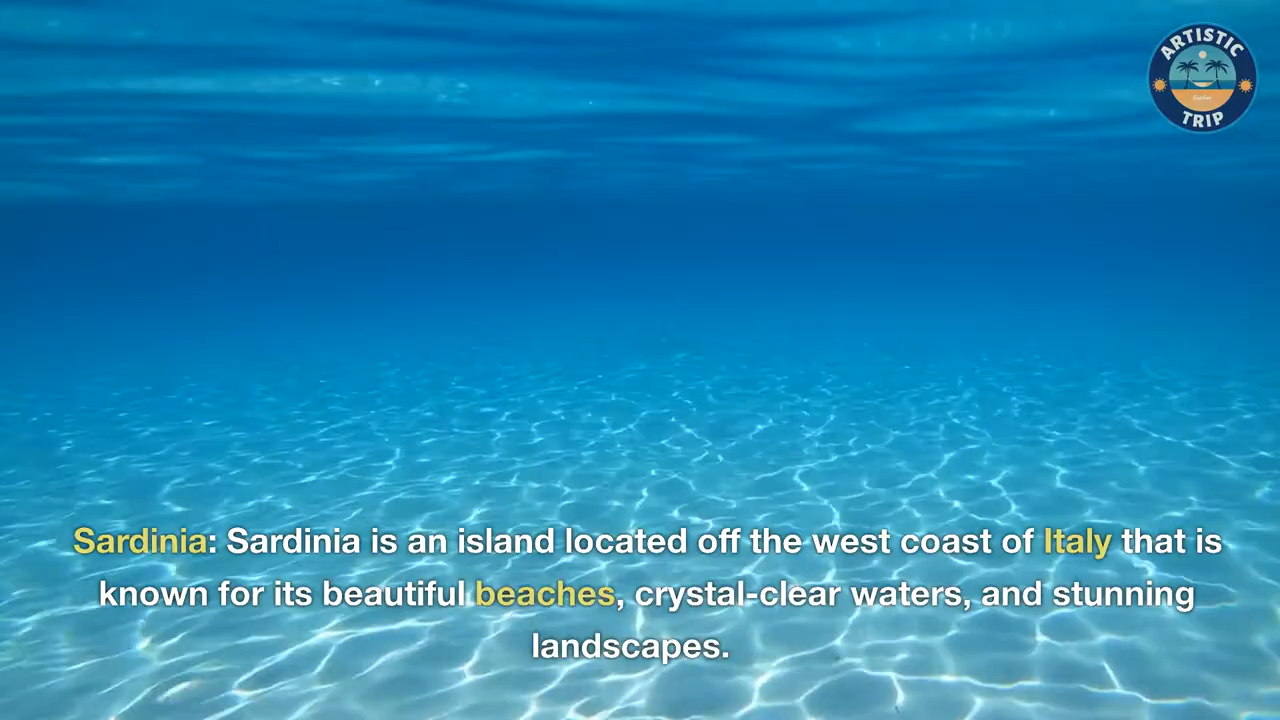 ARTISTIC
TRIP
Sardinia: Sardinia is an island located off the west coast of Italy that is
known for its beautiful beaches, crystal-clear waters, and stunning
landscapes.